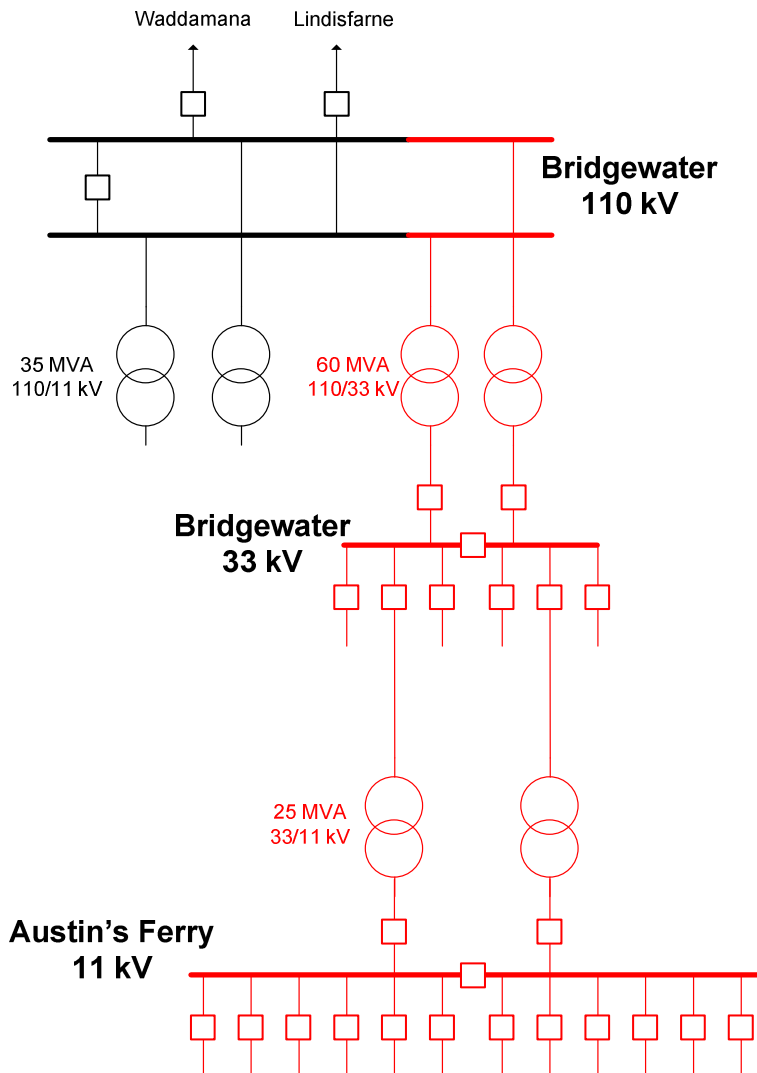 Waddamana
Lindisfarne
Bridgewater
110 kV
35 MVA
110/11 kV
60 MVA
110/33 kV
Bridgewater
33 kV
25 MVA
33/11 kV
Austin’s Ferry
11 kV